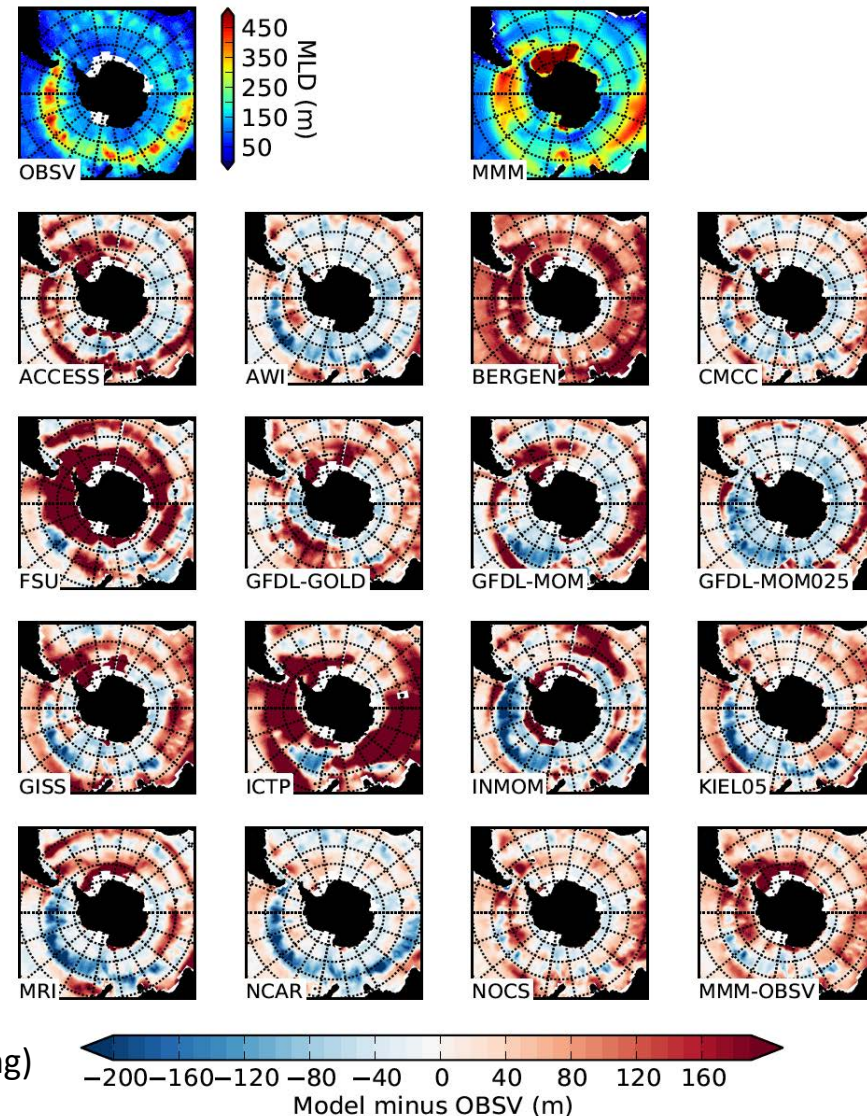 450
350
250
150
50
MLD (m)
OBSV
MMM
ACCESS
AWI
BERGEN
CMCC
FSU
GFDL-GOLD
GFDL-MOM
GFDL-MOM025
GISS
ICTP
INMOM
KIEL05
MRI
NCAR
NOCS
MMM-OBSV
g)
−200 −160 −120 −80 −40 0 40 80 120 160
Model minus OBSV (m)